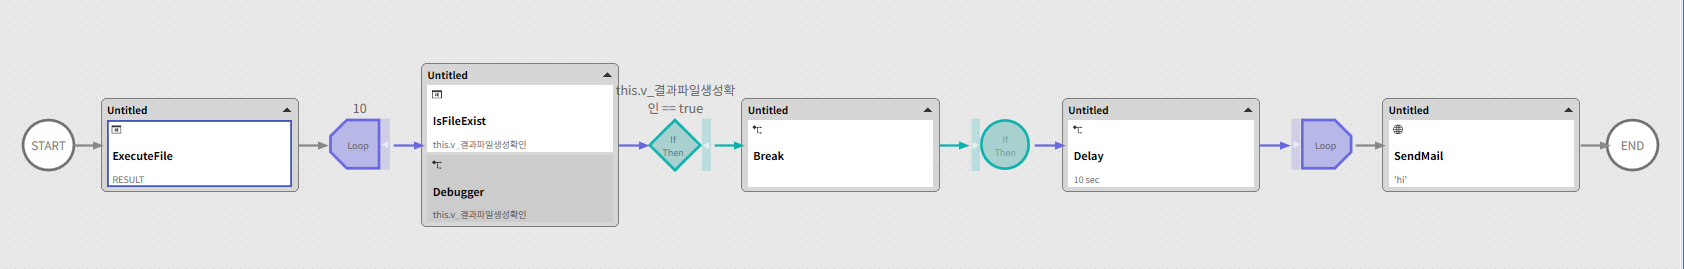 START
Untitled
ExecuteFile
RESULT
10
Loop
Untitled
IsFileExist
this.v_결과파일생성확인
Debugger
this.v_결과파일생성확인
this.v_결과파일생성확
인 == true
If
Then
Untitled
Break
If
Then
Untitled
Delay
10 sec
Loop
Untitled
SendMail
'hi'
END